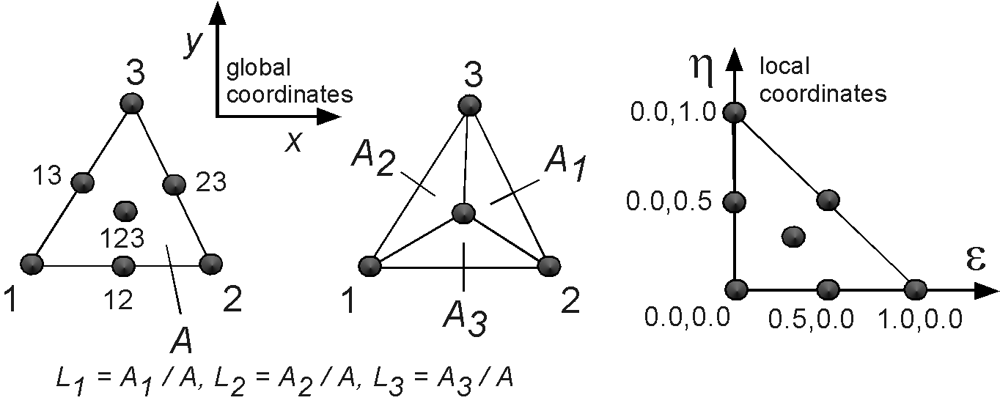 y
global
coordinates
x
3
13
23
123
1
12
2
A
3
A2
A1
1
2
A3
η
local
coordinates
0.0,1.0
0.0,0.5
ε
0.0,0.0
0.5,0.0
1.0,0.0
L1 = A1 / A, L2 = A2 / A, L3 = A3 / A